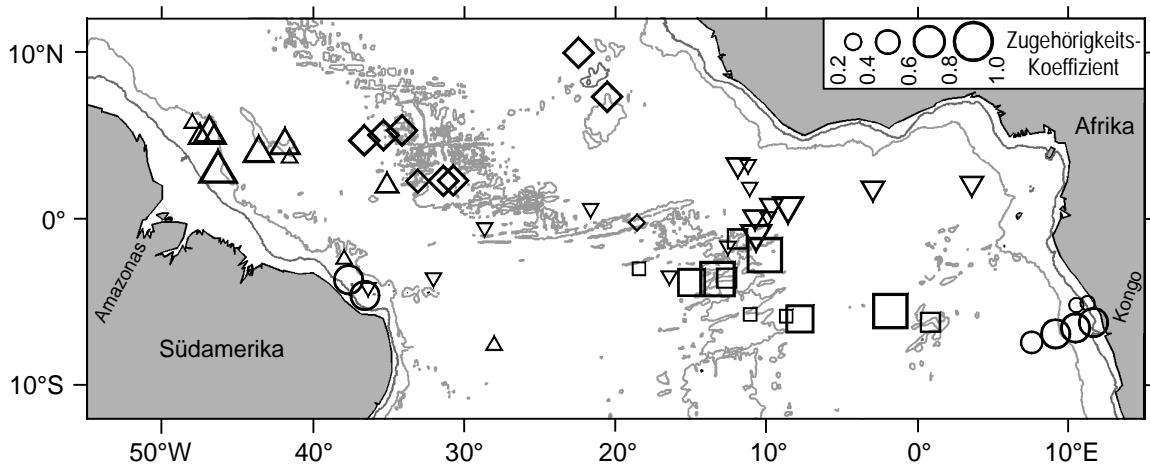 10°N
0°
10°S
50°W
40°
30°
20°
10°
0°
10°E
0.2
0.4
0.6
0.8
1.0
Zugehörigkeits-
Koeffizient
Afrika
Amazonas
Südamerika
Kongo